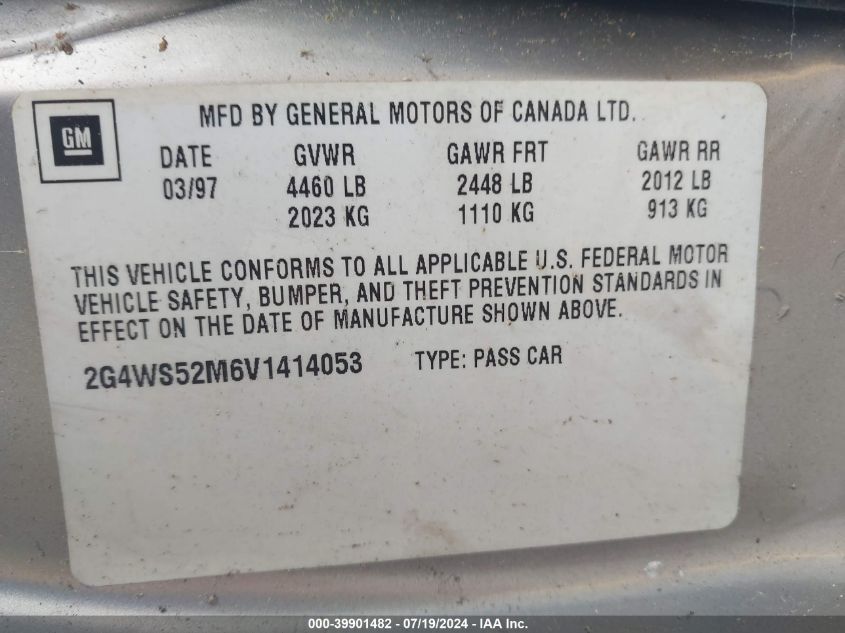 MFD BY GENERAL MOTORS OF CANADA LTD.
GM
DATE GVWR GAWR FRT GAWR RR
03/97 4460 LB 2448 LB 2012 LB
2023 KG 1110 KG 913 KG
THIS VEHICLE CONFORMS TO ALL APPLICABLE U.S. FEDERAL MOTOR
VEHICLE SAFETY, BUMPER, AND THEFT PREVENTION STANDARDS IN
EFFECT ON THE DATE OF MANUFACTURE SHOWN ABOVE.
2G4WS52M6V1414053 TYPE: PASS CAR
000-39901482 - 07/19/2024 - IAA Inc.